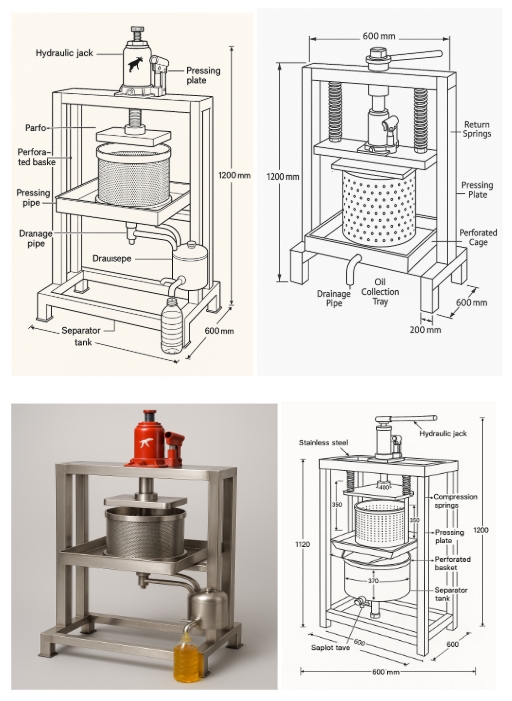 Hydraulic jack
Pressing
plate
Parfo
Perfora-
ted baske
1200 mm
Pressing
pipe
Dranage
pipe
Drausepe
Separator
tank
600 mm
600 mm
1200 mm
Return
Springs
Pressing
Plate
Perforated
Cage
Drainage
Pipe
Oil
Collection
Tray
600 mm
200 mm
Hydraulic jack
Stainless steel
400
Compression
springs
350
350
1200
Pressing
plate
1120
Perforated
basket
370
Separator
tank
Saplot tave
600
600
600 mm